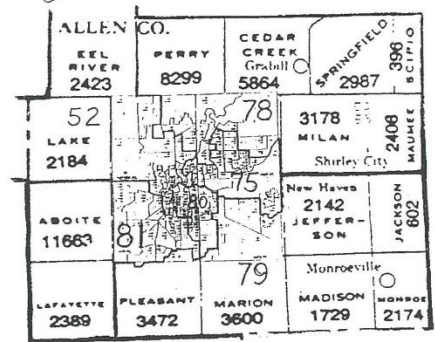 ALLEN CO.
EEL
RIVER
2423
PERRY
8299
CEDAR
CREEK
Grabill
5864
SPRINGFIELD
2987
SCIPIO
396
52
LAKE
2184
78
3178
MILAN
Shirley City
MAUMEE
2408
ABOITE
11663
81
80
75
New Haven
2142
JEFFER-
SON
JACKSON
602
LAFAYETTE
2389
PLEASANT
3472
79
MARION
3600
Monroeville
MADISON
1729
MONROE
2174